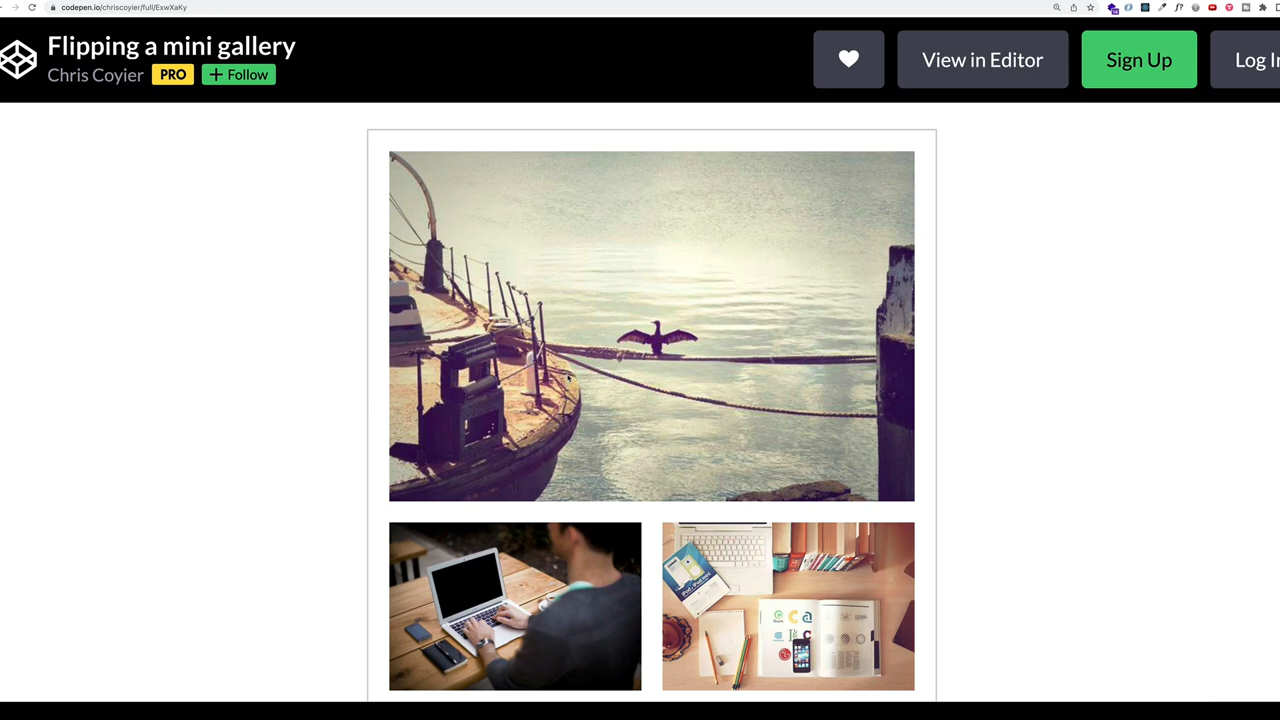 codepen.io/chriscoyier/full/ExwXaKy
Flipping a mini gallery
Chris Coyier PRO + Follow
View in Editor
Sign Up
Log In